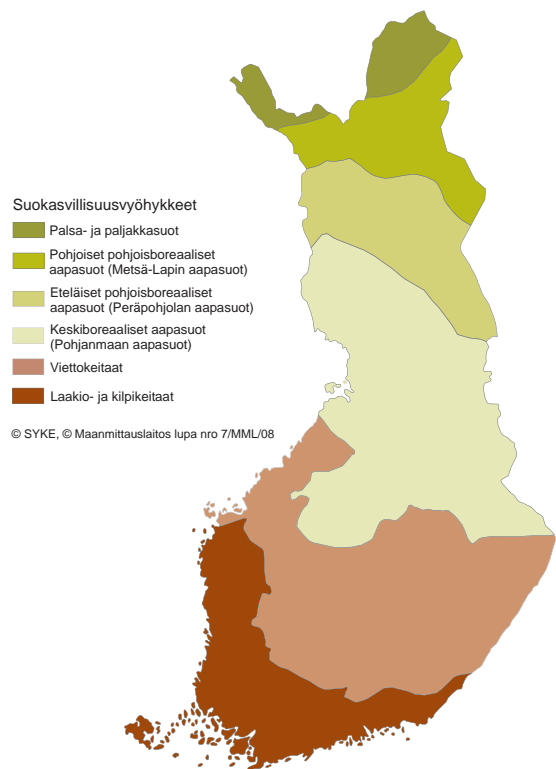 Suokasvillisuusvyöhykkeet
Palsa- ja paljakkasuot
Pohjoiset pohjoisboreaaliset
aapasuot (Metsä-Lapin aapasuot)
Eteläiset pohjoisboreaaliset
aapasuot (Peräpohjolan aapasuot)
Keskiboreaaliset aapasuot
(Pohjanmaan aapasuot)
Viettokeitaat
Laakio- ja kilpikeitaat
© SYKE, © Maanmittauslaitos lupa nro 7/MML/08